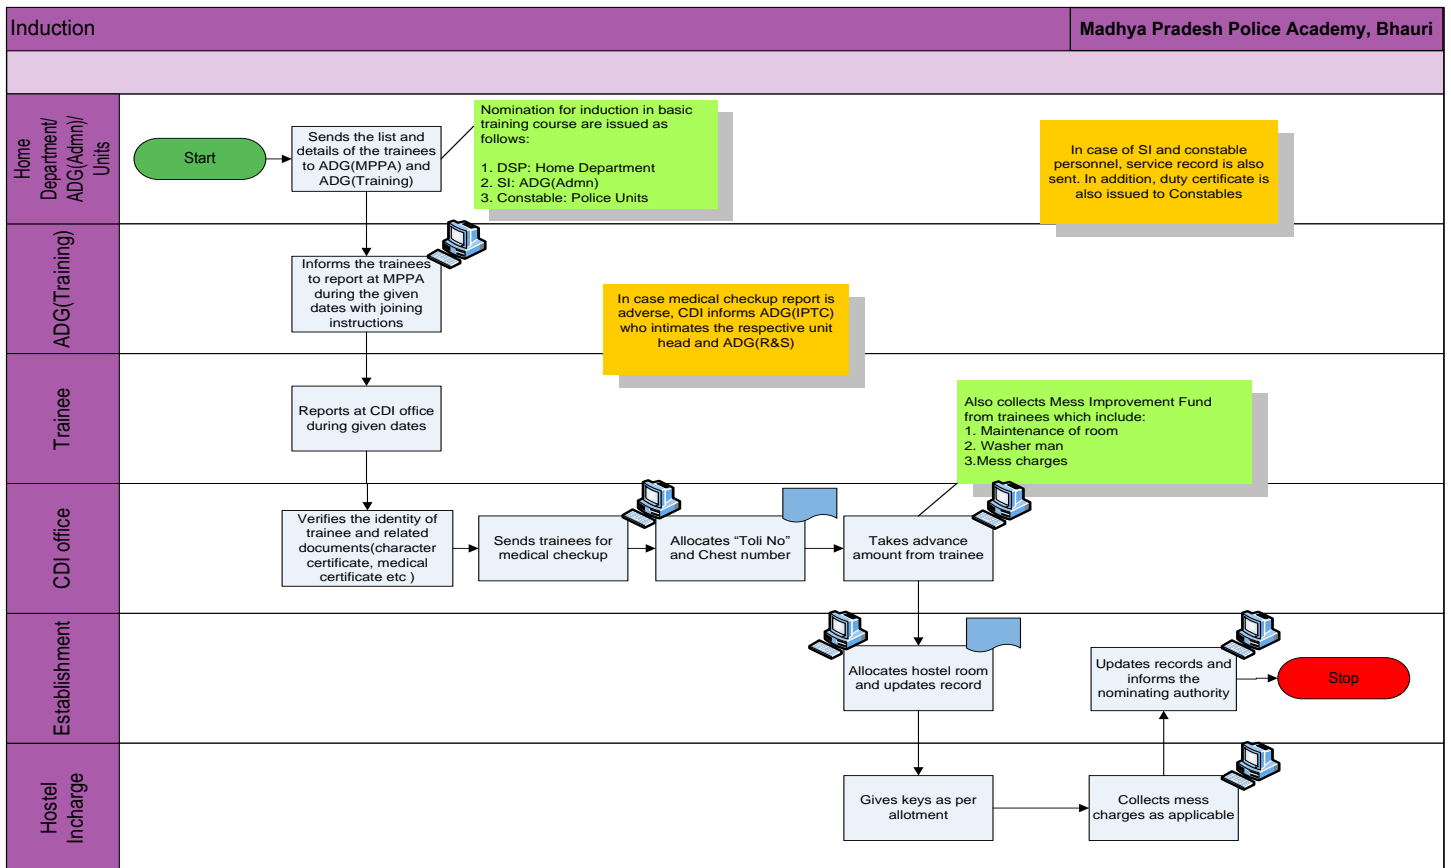 Induction
Madhya Pradesh Police Academy, Bhauri
Home
Department/
ADG(Admn)/
Units
Start
Sends the list and
details of the trainees
to ADG(MPPA) and
ADG(Training)
Nomination for induction in basic
training course are issued as
follows:
1. DSP: Home Department
2. SI: ADG(Admn)
3. Constable: Police Units
In case of SI and constable
personnel, service record is also
sent. In addition, duty certificate is
also issued to Constables
ADG(Training)
Informs the trainees
to report at MPPA
during the given
dates with joining
instructions
In case medical checkup report is
adverse, CDI informs ADG(IPTC)
who intimates the respective unit
head and ADG(R&S)
Trainee
Reports at CDI office
during given dates
Also collects Mess Improvement Fund
from trainees which include:
1. Maintenance of room
2. Washer man
3.Mess charges
CDI office
Verifies the identity of
trainee and related
documents(character
certificate, medical
certificate etc )
Sends trainees for
medical checkup
Allocates “Toli No”
and Chest number
Takes advance
amount from trainee
Establishment
Allocates hostel room
and updates record
Updates records and
informs the
nominating authority
Stop
Hostel
Incharge
Gives keys as per
allotment
Collects mess
charges as applicable